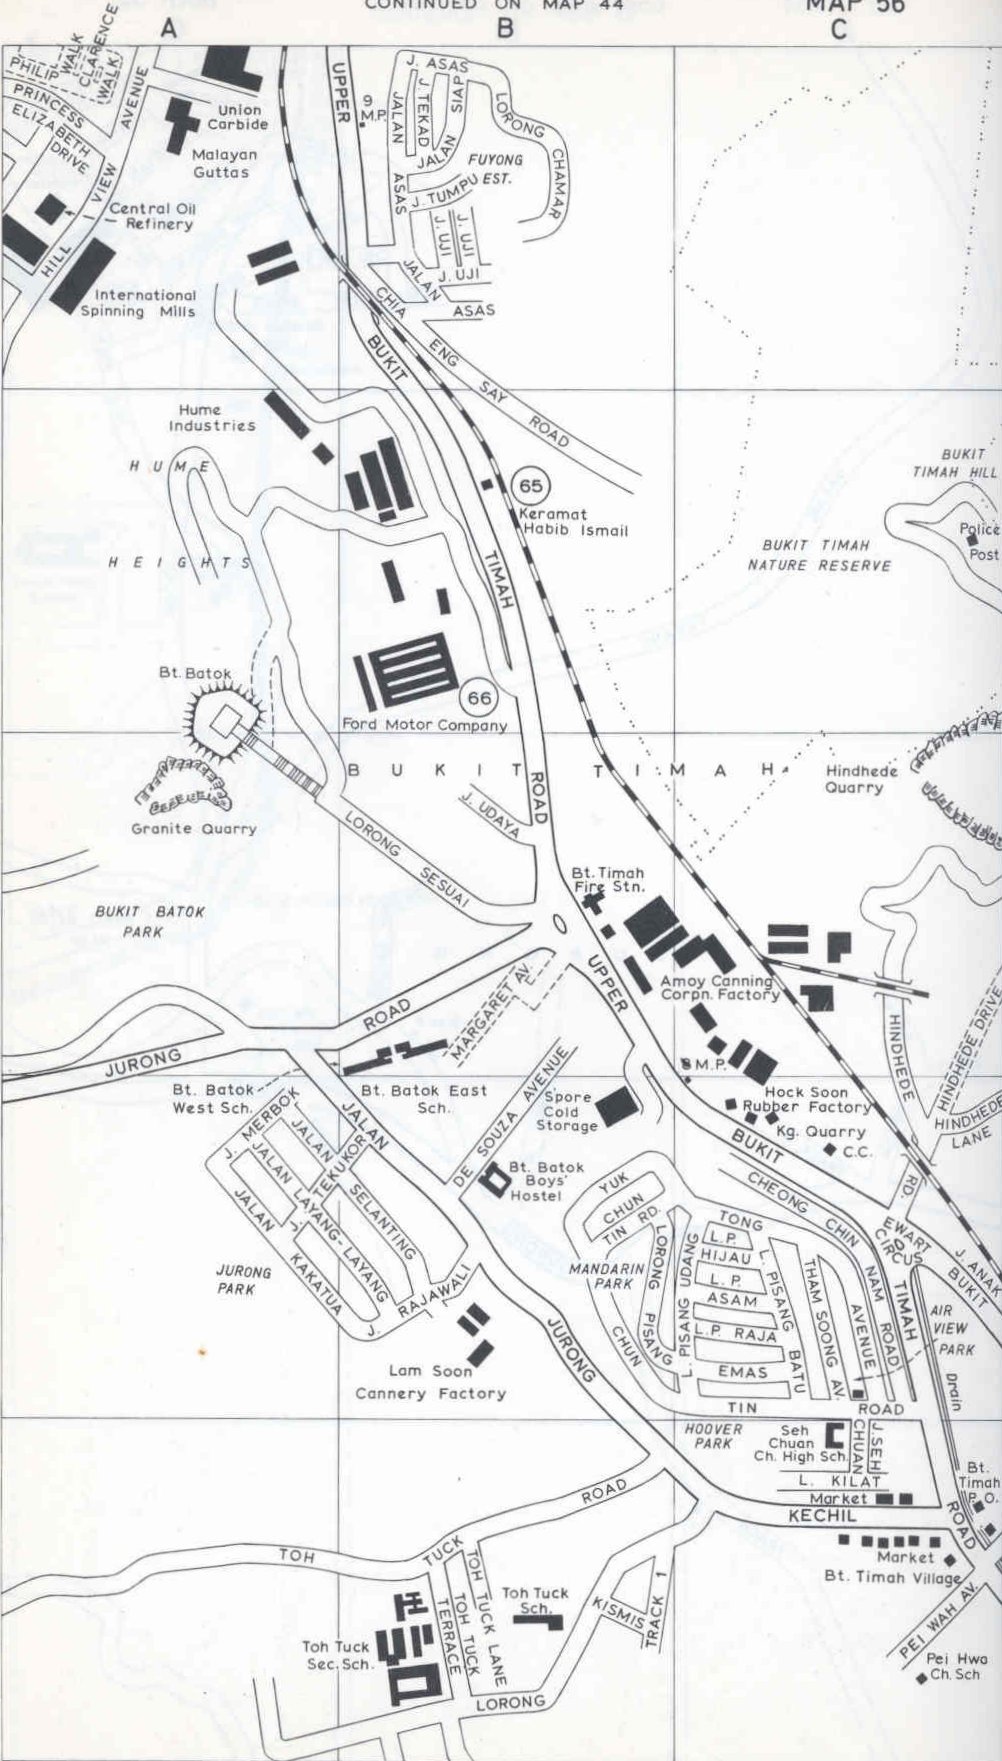 CONTINUED ON MAP 44
MAP 56
A
B
C
PHILIP
WALK
CLARENCE
WALK
PRINCESS
ELIZABETH
DRIVE
AVENUE
I VIEW
HILL
Union
Carbide
Malayan
Guttas
Central Oil
Refinery
International
Spinning Mills
UPPER
9
M.P.
J. ASAS
JALAN
ASAS
J. TEKAD
SIAP
JALAN
LORONG
CHAMAR
FUYONG
EST.
J. TUMPU
J. UJI
J. UJI
J. UJI
JALAN
ASAS
CHIA
ENG
SAY
ROAD
BUKIT
Hume
Industries
HUME
HEIGHTS
65
Keramat
Habib Ismail
TIMAH
BUKIT
TIMAH HILL
Police
Post
BUKIT TIMAH
NATURE RESERVE
Bt. Batok
66
Ford Motor Company
BUKIT TIMAH
ROAD
Hindhede
Quarry
Granite Quarry
J. UDAYA
LORONG
SESUAI
Bt. Timah
Fire Stn.
BUKIT BATOK
PARK
Amoy Canning
Corpn. Factory
UPPER
MARGARET AV.
ROAD
JURONG
HINDHEDE
HINDHEDE DRIVE
HINDHEDE
LANE
RD.
8 M.P.
Hock Soon
Rubber Factory
Kg. Quarry
C.C.
Bt. Batok
West Sch.
Bt. Batok East
Sch.
DE SOUZA AVENUE
Spore
Cold
Storage
BUKIT
MERBOK
JALAN
TEKUKOR
JALAN
SELANTING
JALAN LAYANG-LAYANG
J.
J.
JALAN
KAKATUA
J. RAJAWALI
JURONG
PARK
Bt. Batok
Boys'
Hostel
YUK
CHUN
TIN RD.
CHEONG
CHIN
NAM
ROAD
TONG
LORONG
PISANG
L. PISANG UDANG
L.P.
HIJAU
L.P.
ASAM
L.P. RAJA
EMAS
L. PISANG
BATU
THAM SOONG AV.
AVENUE
EWART
CIRCUS
J. ANAK
BUKIT
TIMAH
AIR
VIEW
PARK
MANDARIN
PARK
CHUN
TIN
ROAD
Drain
JURONG
Lam Soon
Cannery Factory
HOOVER
PARK
Seh
Chuan
Ch. High Sch.
J. SEH
CHUAN
L. KILAT
Market
KECHIL
Bt.
Timah
P.O.
ROAD
Market
Bt. Timah Village
TOH
TUCK
ROAD
TOH TUCK LANE
TOH TUCK
TERRACE
Toh Tuck
Sch.
Toh Tuck
Sec. Sch.
KISMIS
TRACK 1
LORONG
PEI WAH AV.
Pei Hwa
Ch. Sch